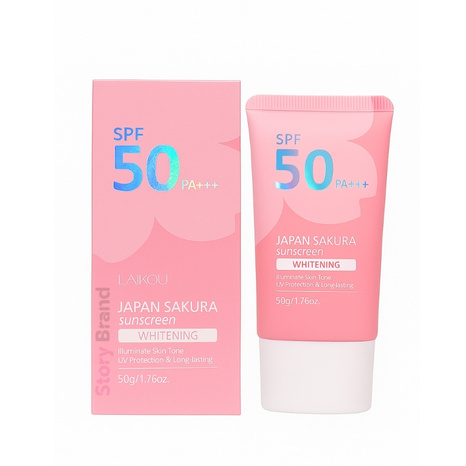 SPF
50 PA+++
LAIKOU
JAPAN SAKURA
sunscreen
WHITENING
Illuminate Skin Tone
UV Protection & Long-lasting
50g/1.76oz.
Story Brand
SPF
50 PA+++
JAPAN SAKURA
sunscreen
WHITENING
Illuminate Skin Tone
UV Protection & Long-lasting
50g/1.76oz.